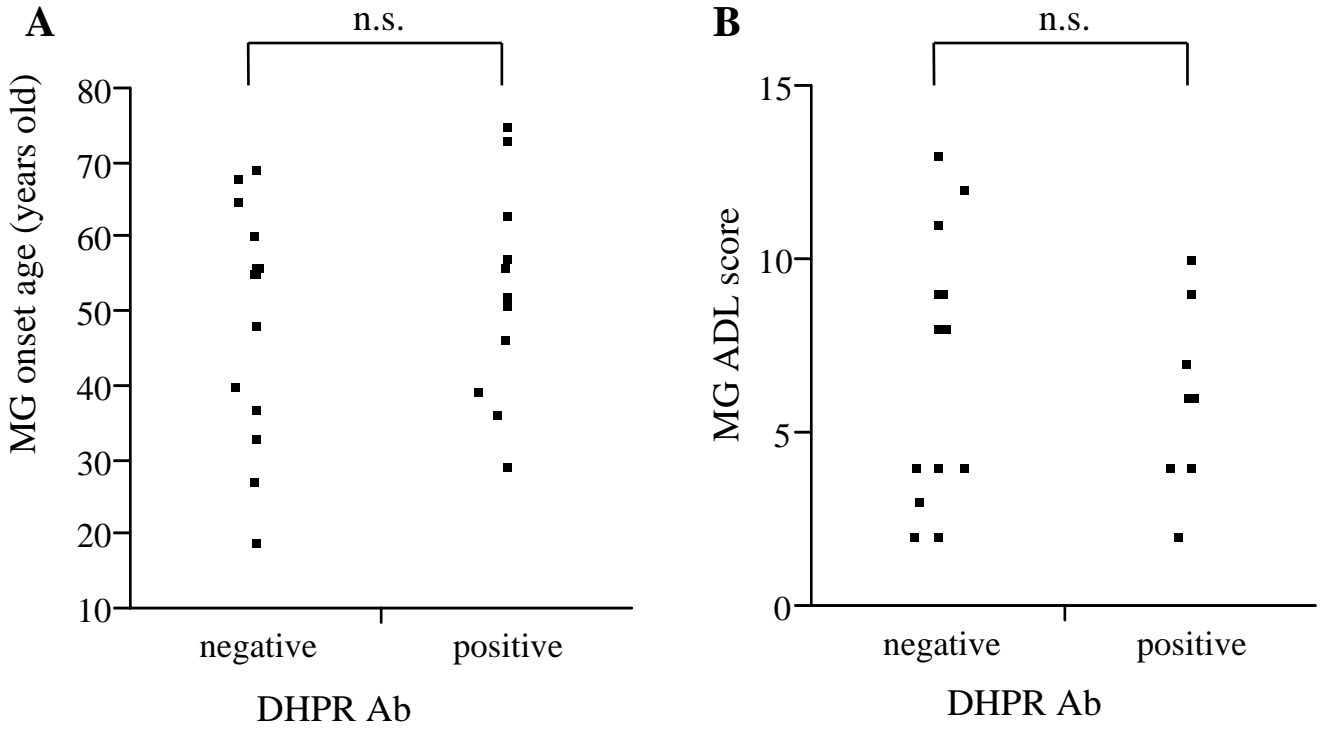 A
n.s.
MG onset age (years old)
80
70
60
50
40
30
20
10
negative
positive
DHPR Ab
B
n.s.
MG ADL score
15
10
5
0
negative
positive
DHPR Ab